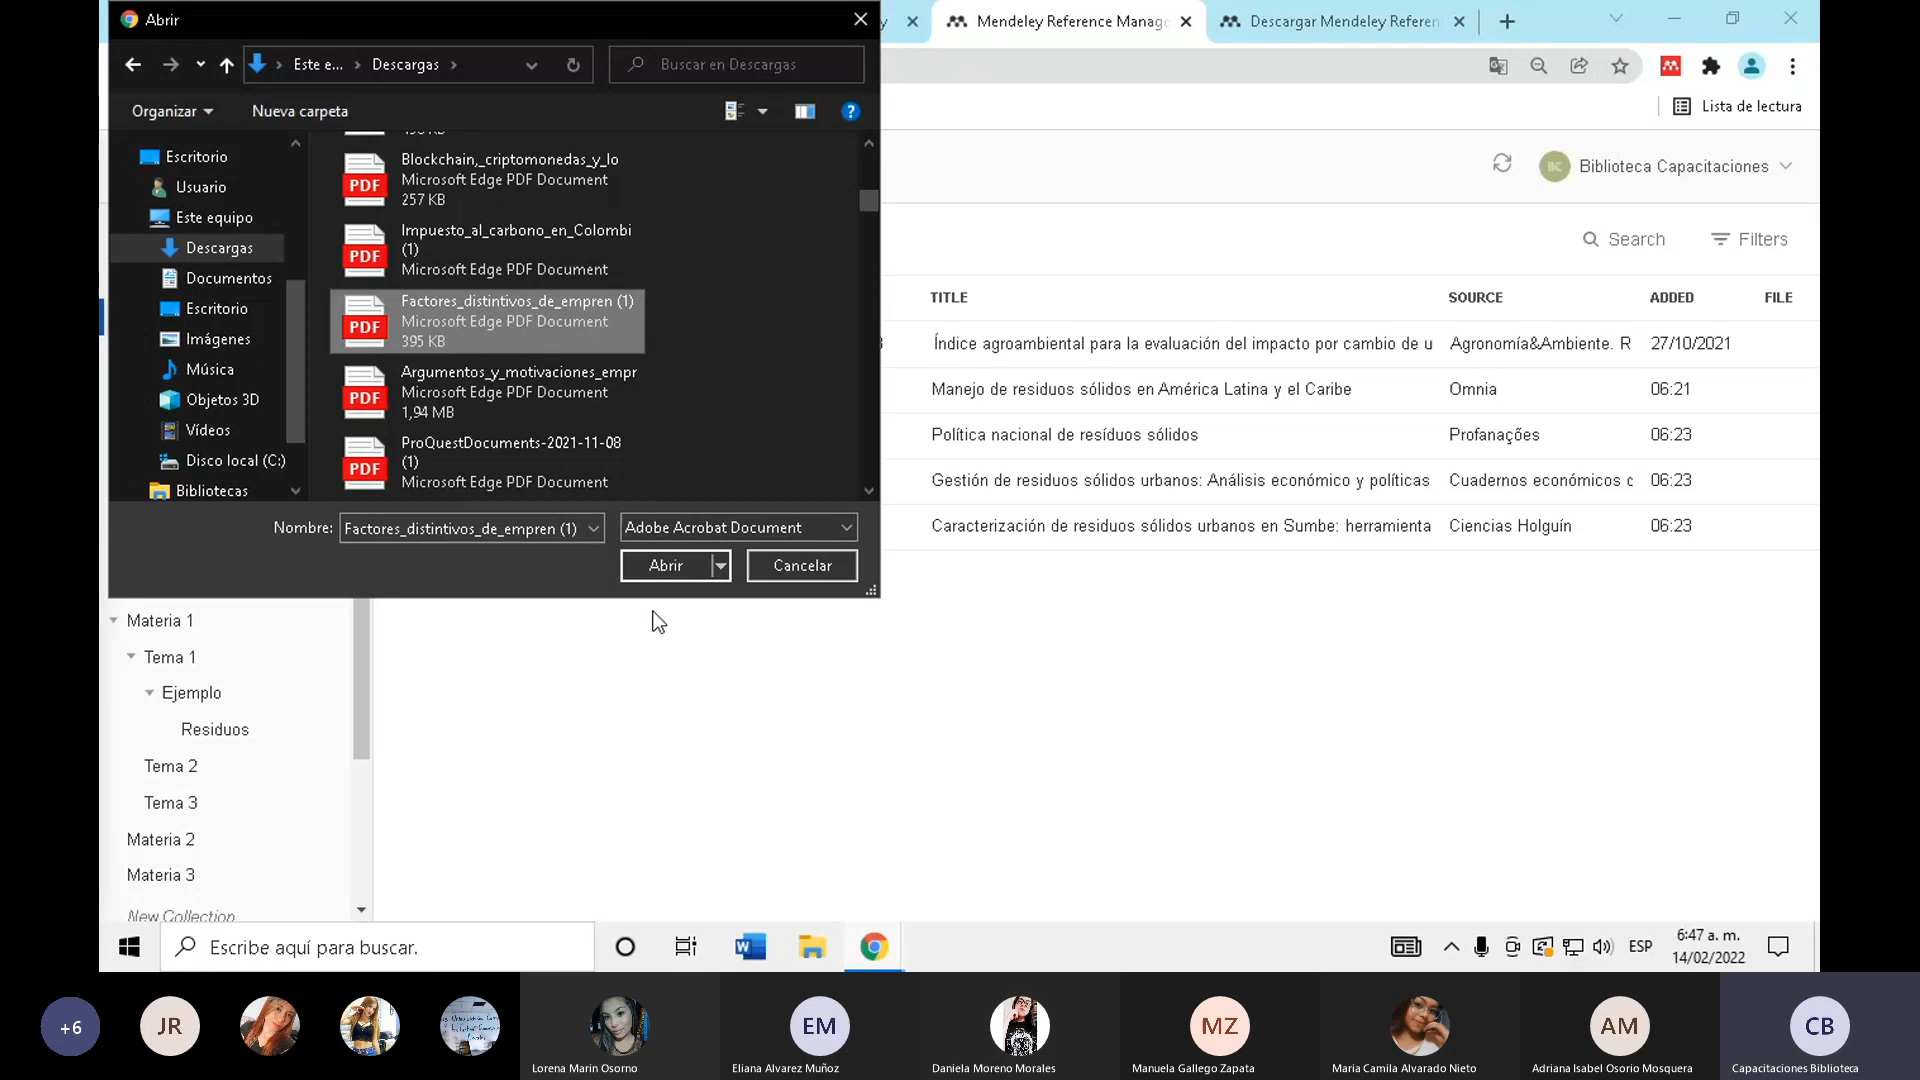 Abrir
Mendeley Reference Manage
Descargar Mendeley Referen
Este e...
Descargas
Buscar en Descargas
Organizar
Nueva carpeta
Lista de lectura
Escritorio
Usuario
Este equipo
Descargas
Documentos
Escritorio
Imágenes
Música
Objetos 3D
Vídeos
Disco local (C:)
Bibliotecas
Blockchain,_criptomonedas_y_lo
Microsoft Edge PDF Document
257 KB
PDF
Impuesto_al_carbono_en_Colombi
(1)
Microsoft Edge PDF Document
PDF
Factores_distintivos_de_empren (1)
Microsoft Edge PDF Document
395 KB
PDF
Argumentos_y_motivaciones_empr
Microsoft Edge PDF Document
1,94 MB
PDF
ProQuestDocuments-2021-11-08
(1)
Microsoft Edge PDF Document
PDF
Nombre:
Factores_distintivos_de_empren (1)
Adobe Acrobat Document
Abrir
Cancelar
BC
Biblioteca Capacitaciones
Search
Filters
TITLE SOURCE ADDED FILE
Índice agroambiental para la evaluación del impacto por cambio de u Agronomía&Ambiente. R 27/10/2021
Manejo de residuos sólidos en América Latina y el Caribe Omnia 06:21
Política nacional de resíduos sólidos Profanações 06:23
Gestión de residuos sólidos urbanos: Análisis económico y políticas Cuadernos económicos c 06:23
Caracterización de residuos sólidos urbanos en Sumbe: herramienta Ciencias Holguín 06:23
Materia 1
Tema 1
Ejemplo
Residuos
Tema 2
Tema 3
Materia 2
Materia 3
New Collection
Escribe aquí para buscar.
ESP
6:47 a. m.
14/02/2022
+6
JR
EM
MZ
AM
CB
Lorena Marin Osorno
Eliana Alvarez Muñoz
Daniela Moreno Morales
Manuela Gallego Zapata
Maria Camila Alvarado Nieto
Adriana Isabel Osorio Mosquera
Capacitaciones Biblioteca